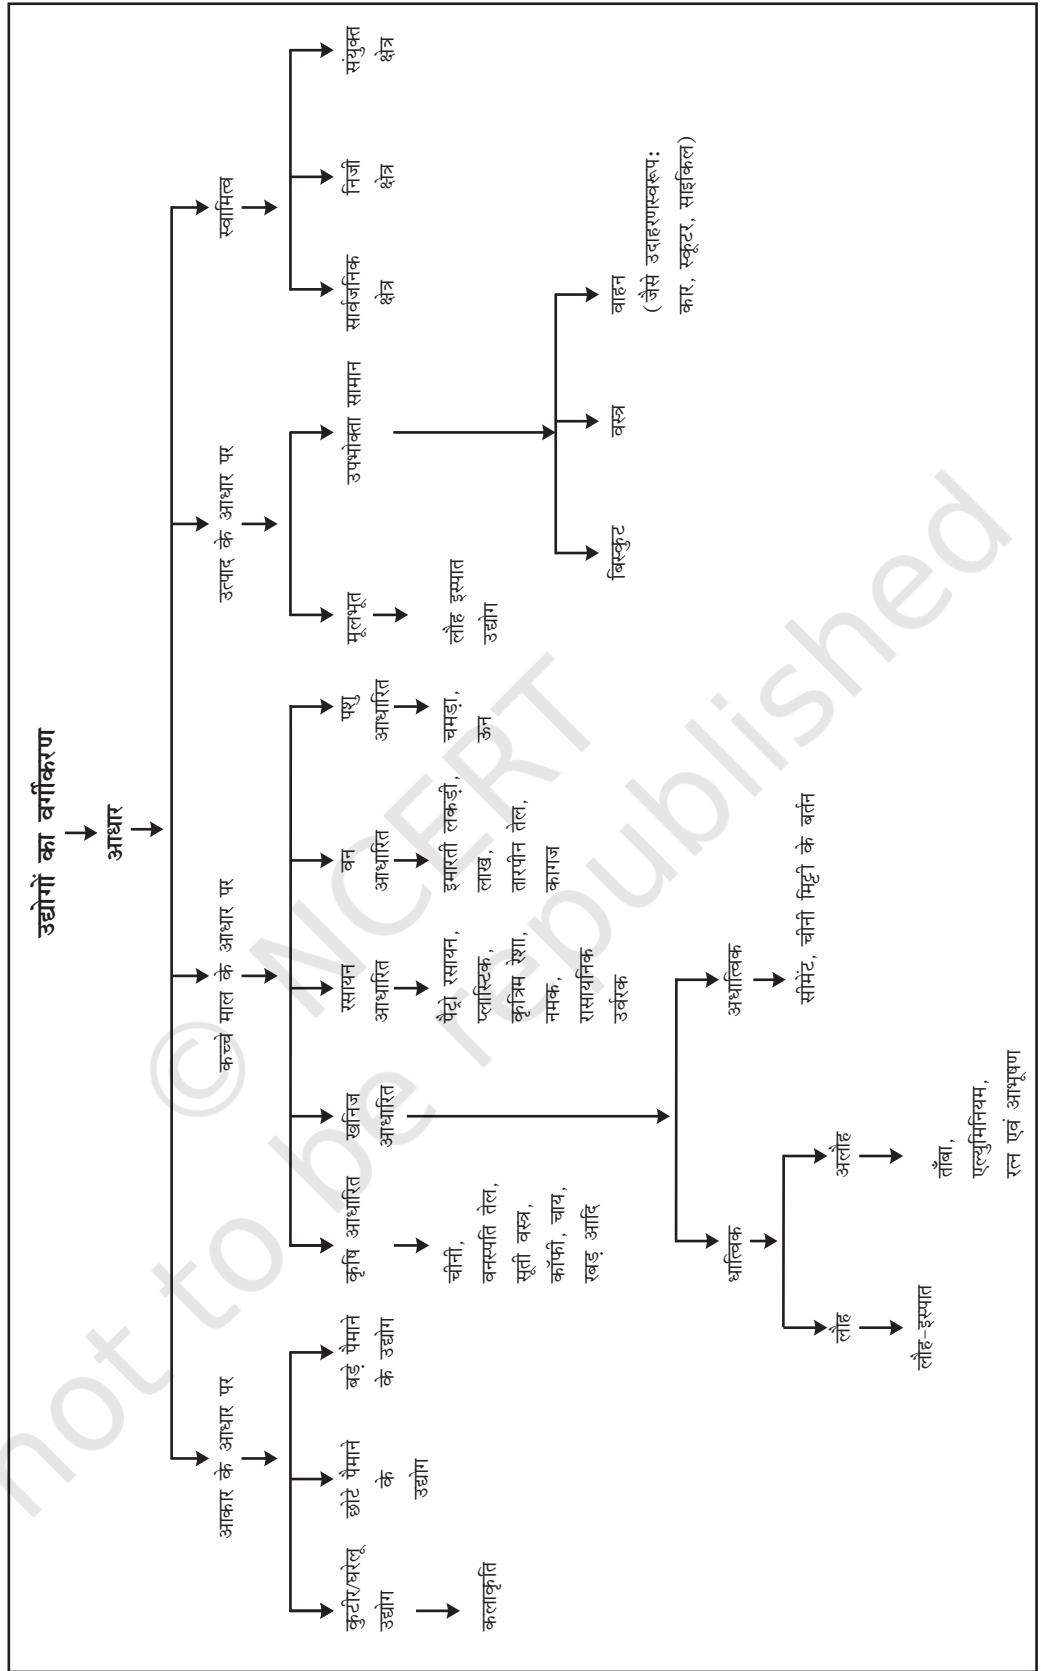 उद्योगों का वर्गीकरण
आधार
आकार के आधार पर
कच्चे माल के आधार पर
उत्पाद के आधार पर
स्वामित्व
कुटीर/घरेलू
उद्योग
कलाकृति
छोटे पैमाने
के
उद्योग
बड़े पैमाने
के उद्योग
कृषि आधारित
चीनी,
वनस्पति तेल,
सूती वस्त्र,
कॉफी, चाय,
रबड़ आदि
खनिज
आधारित
धात्विक
लौह
लौह-इस्पात
अलौह
ताँबा,
एल्युमिनियम,
रत्न एवं आभूषण
अधात्विक
सीमेंट, चीनी मिट्टी के बर्तन
रसायन
आधारित
पैट्रो रसायन,
प्लास्टिक,
कृत्रिम रेशा,
नमक,
रासायनिक
उर्वरक
वन
आधारित
इमारती लकड़ी,
लाख,
तारपीन तेल,
कागज
पशु
आधारित
चमड़ा,
ऊन
मूलभूत
लौह इस्पात
उद्योग
उपभोक्ता सामान
बिस्कुट
वस्त्र
वाहन
(जैसे उदाहरणस्वरूप:
कार, स्कूटर, साइकिल)
सार्वजनिक
क्षेत्र
निजी
क्षेत्र
संयुक्त
क्षेत्र
© NCERT
not to be republished